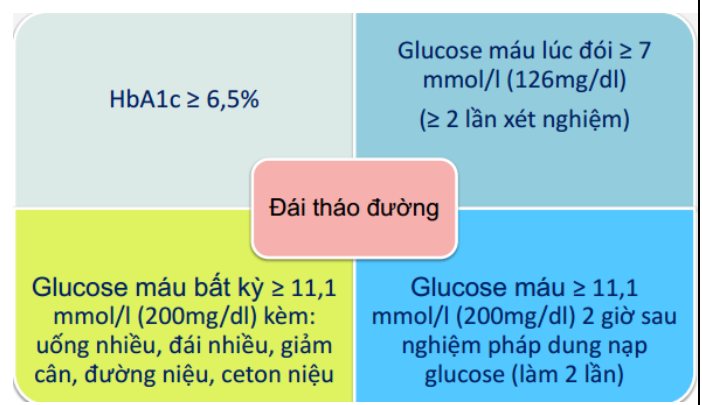 HbA1c ≥ 6,5%
Glucose máu lúc đói ≥ 7
mmol/l (126mg/dl)
(≥ 2 lần xét nghiệm)
Đái tháo đường
Glucose máu bất kỳ ≥ 11,1
mmol/l (200mg/dl) kèm:
uống nhiều, đái nhiều, giảm
cân, đường niệu, ceton niệu
Glucose máu ≥ 11,1
mmol/l (200mg/dl) 2 giờ sau
nghiệm pháp dung nạp
glucose (làm 2 lần)